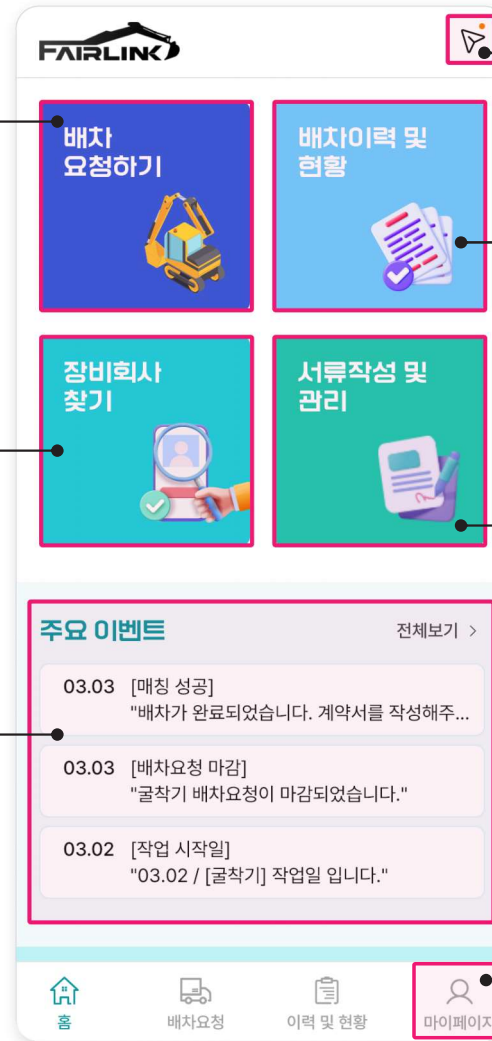 FAIRLINK
배차
요청하기
배차이력 및
현황
장비회사
찾기
서류작성 및
관리
주요 이벤트
전체보기 >
03.03 [매칭 성공]
"배차가 완료되었습니다. 계약서를 작성해주...
03.03 [배차요청 마감]
"굴착기 배차요청이 마감되었습니다."
03.02 [작업 시작일]
"03.02 / [굴착기] 작업일 입니다."
홈
배차요청
이력 및 현황
마이페이지